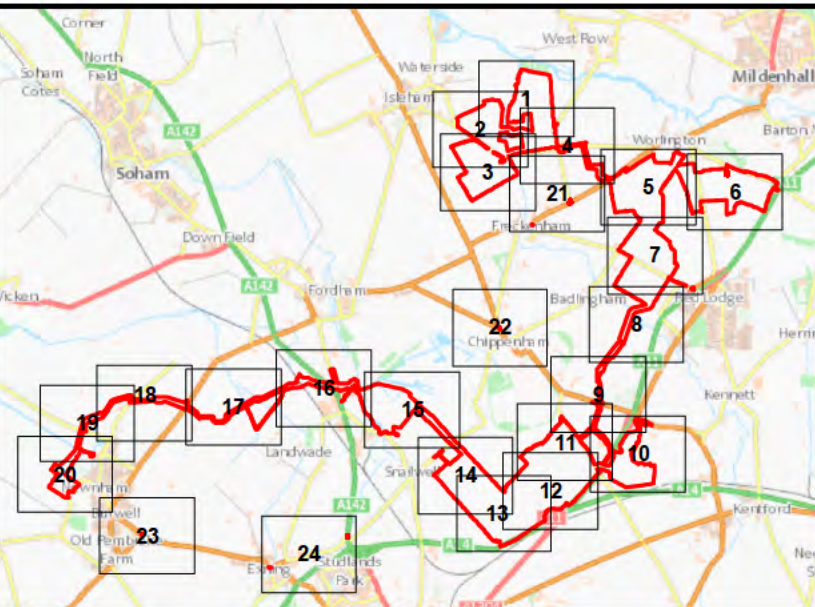 Corner
North
Field
West Row
Waterside
Soham
Cotes
Isleham
Mildenhall
1
2
A142
4
Worlington
Barton
Soham
3
5
6
11
21
Freckenham
Down Field
7
A142
Fordham
Badlingham
Red Lodge
8
22
Chippenham
A11
Kennett
18
16
9
19
17
15
11
10
Landwade
Snailwell
14
20
12
A14
A142
13
A11
Kentford
Burwell
23
24
A14
Old
Farm
Exning
Studlands
Park